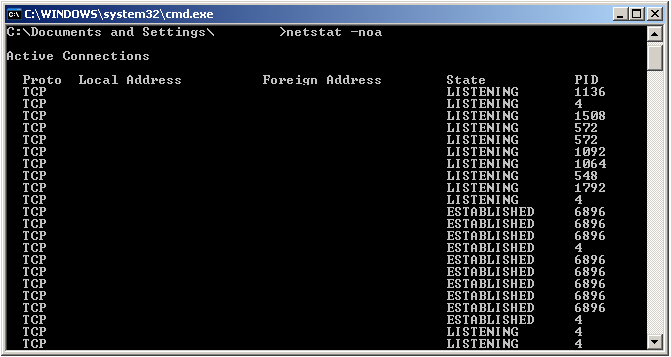 C:\WINDOWS\system32\cmd.exe
C:\Documents and Settings\ >netstat -noa
Active Connections
Proto Local Address Foreign Address State PID
TCP LISTENING 1136
TCP LISTENING 4
TCP LISTENING 1508
TCP LISTENING 572
TCP LISTENING 572
TCP LISTENING 1092
TCP LISTENING 1064
TCP LISTENING 548
TCP LISTENING 1792
TCP LISTENING 4
TCP ESTABLISHED 6896
TCP ESTABLISHED 6896
TCP ESTABLISHED 6896
TCP ESTABLISHED 4
TCP ESTABLISHED 6896
TCP ESTABLISHED 6896
TCP ESTABLISHED 6896
TCP ESTABLISHED 6896
TCP ESTABLISHED 6896
TCP ESTABLISHED 4
TCP LISTENING 4
TCP LISTENING 4